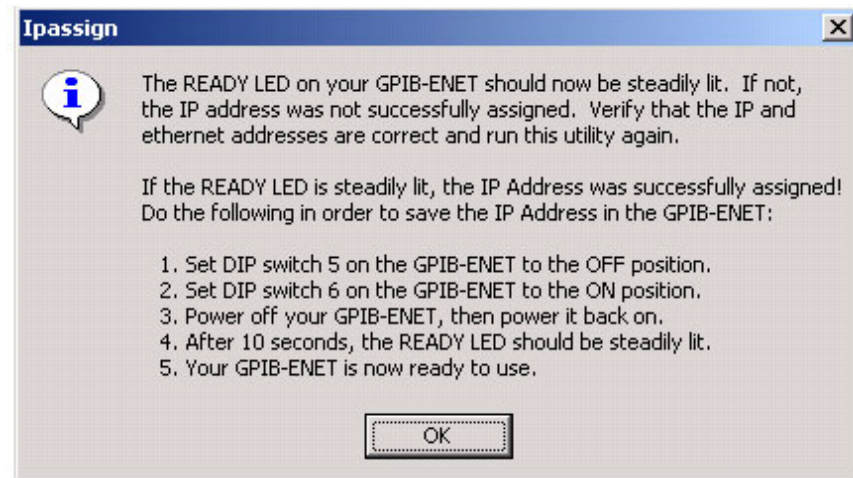 Ipassign
The READY LED on your GPIB-ENET should now be steadily lit. If not,
the IP address was not successfully assigned. Verify that the IP and
ethernet addresses are correct and run this utility again.
If the READY LED is steadily lit, the IP Address was successfully assigned!
Do the following in order to save the IP Address in the GPIB-ENET:
1. Set DIP switch 5 on the GPIB-ENET to the OFF position.
2. Set DIP switch 6 on the GPIB-ENET to the ON position.
3. Power off your GPIB-ENET, then power it back on.
4. After 10 seconds, the READY LED should be steadily lit.
5. Your GPIB-ENET is now ready to use.
OK